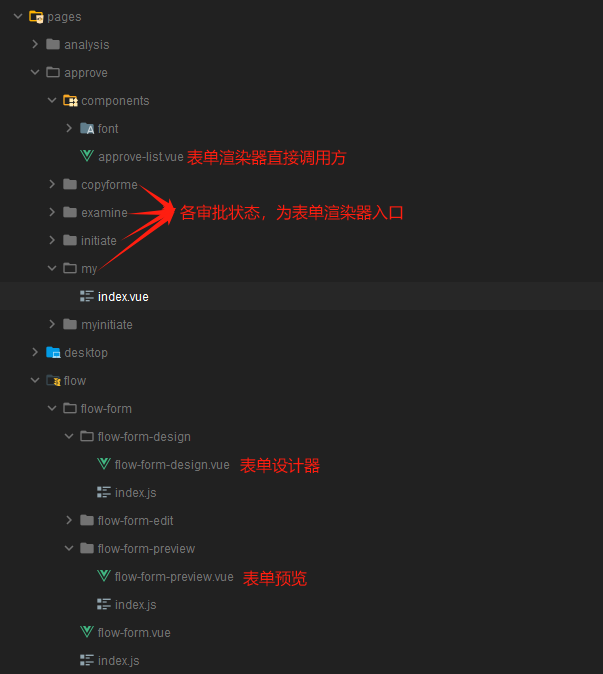 pages
analysis
approve
components
font
approve-list.vue 表单渲染器直接调用方
copyforme
examine 各审批状态，为表单渲染器入口
initiate
my
index.vue
myinitiate
desktop
flow
flow-form
flow-form-design
flow-form-design.vue 表单设计器
index.js
flow-form-edit
flow-form-preview
flow-form-preview.vue 表单预览
index.js
flow-form.vue
index.js